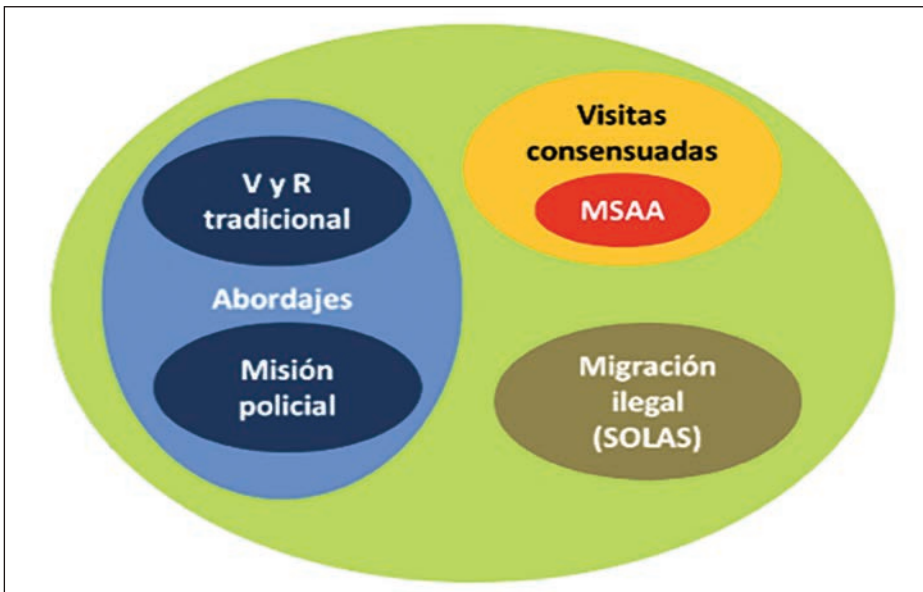 V y R
tradicional
Abordajes
Misión
policial
Visitas
consensuadas
MSAA
Migración
ilegal
(SOLAS)